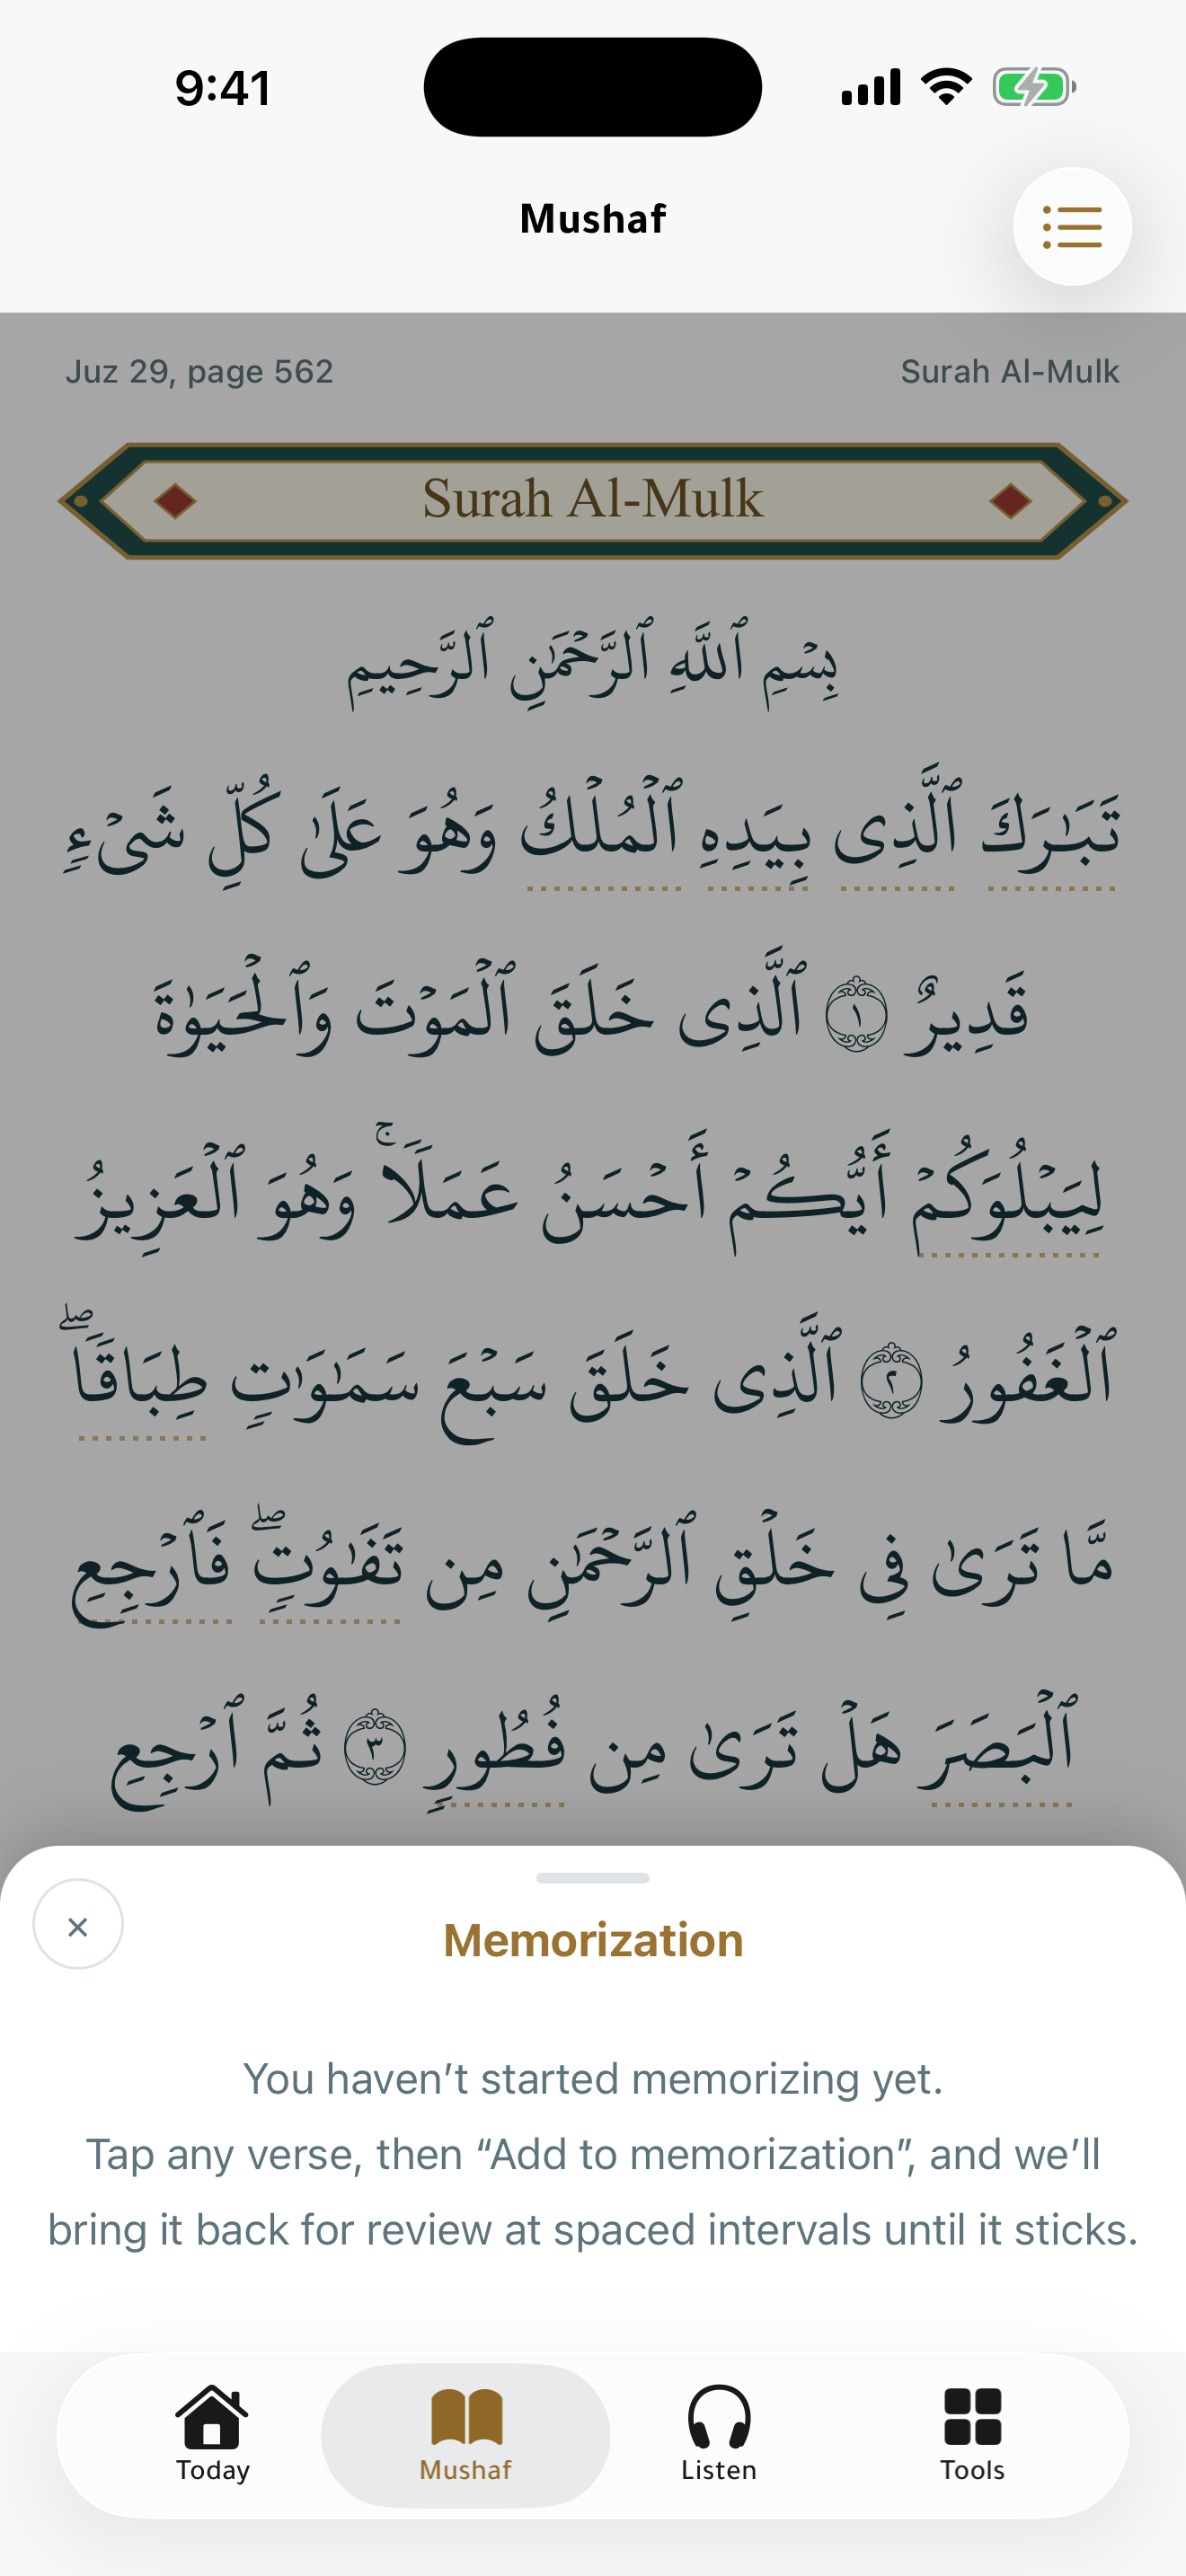 9:41
Mushaf
Juz 29, page 562
Surah Al-Mulk
Surah Al-Mulk
بِسۡمِ ٱللَّهِ ٱلرَّحۡمَٰنِ ٱلرَّحِيمِ
تَبَٰرَكَ ٱلَّذِى بِيَدِهِ ٱلۡمُلۡكُ وَهُوَ عَلَىٰ كُلِّ شَىۡءٖ
قَدِيرٌ ١ ٱلَّذِى خَلَقَ ٱلۡمَوۡتَ وَٱلۡحَيَوٰةَ
لِيَبۡلُوَكُمۡ أَيُّكُمۡ أَحۡسَنُ عَمَلٗاۚ وَهُوَ ٱلۡعَزِيزُ
ٱلۡغَفُورُ ٢ ٱلَّذِى خَلَقَ سَبۡعَ سَمَٰوَٰتٖ طِبَاقٗاۖ
مَّا تَرَىٰ فِى خَلۡقِ ٱلرَّحۡمَٰنِ مِن تَفَٰوُتٖۖ فَٱرۡجِعِ
ٱلۡبَصَرَ هَلۡ تَرَىٰ مِن فُطُورٖ ٣ ثُمَّ ٱرۡجِعِ
Memorization
You haven’t started memorizing yet.
Tap any verse, then “Add to memorization”, and we’ll
bring it back for review at spaced intervals until it sticks.
Today
Mushaf
Listen
Tools